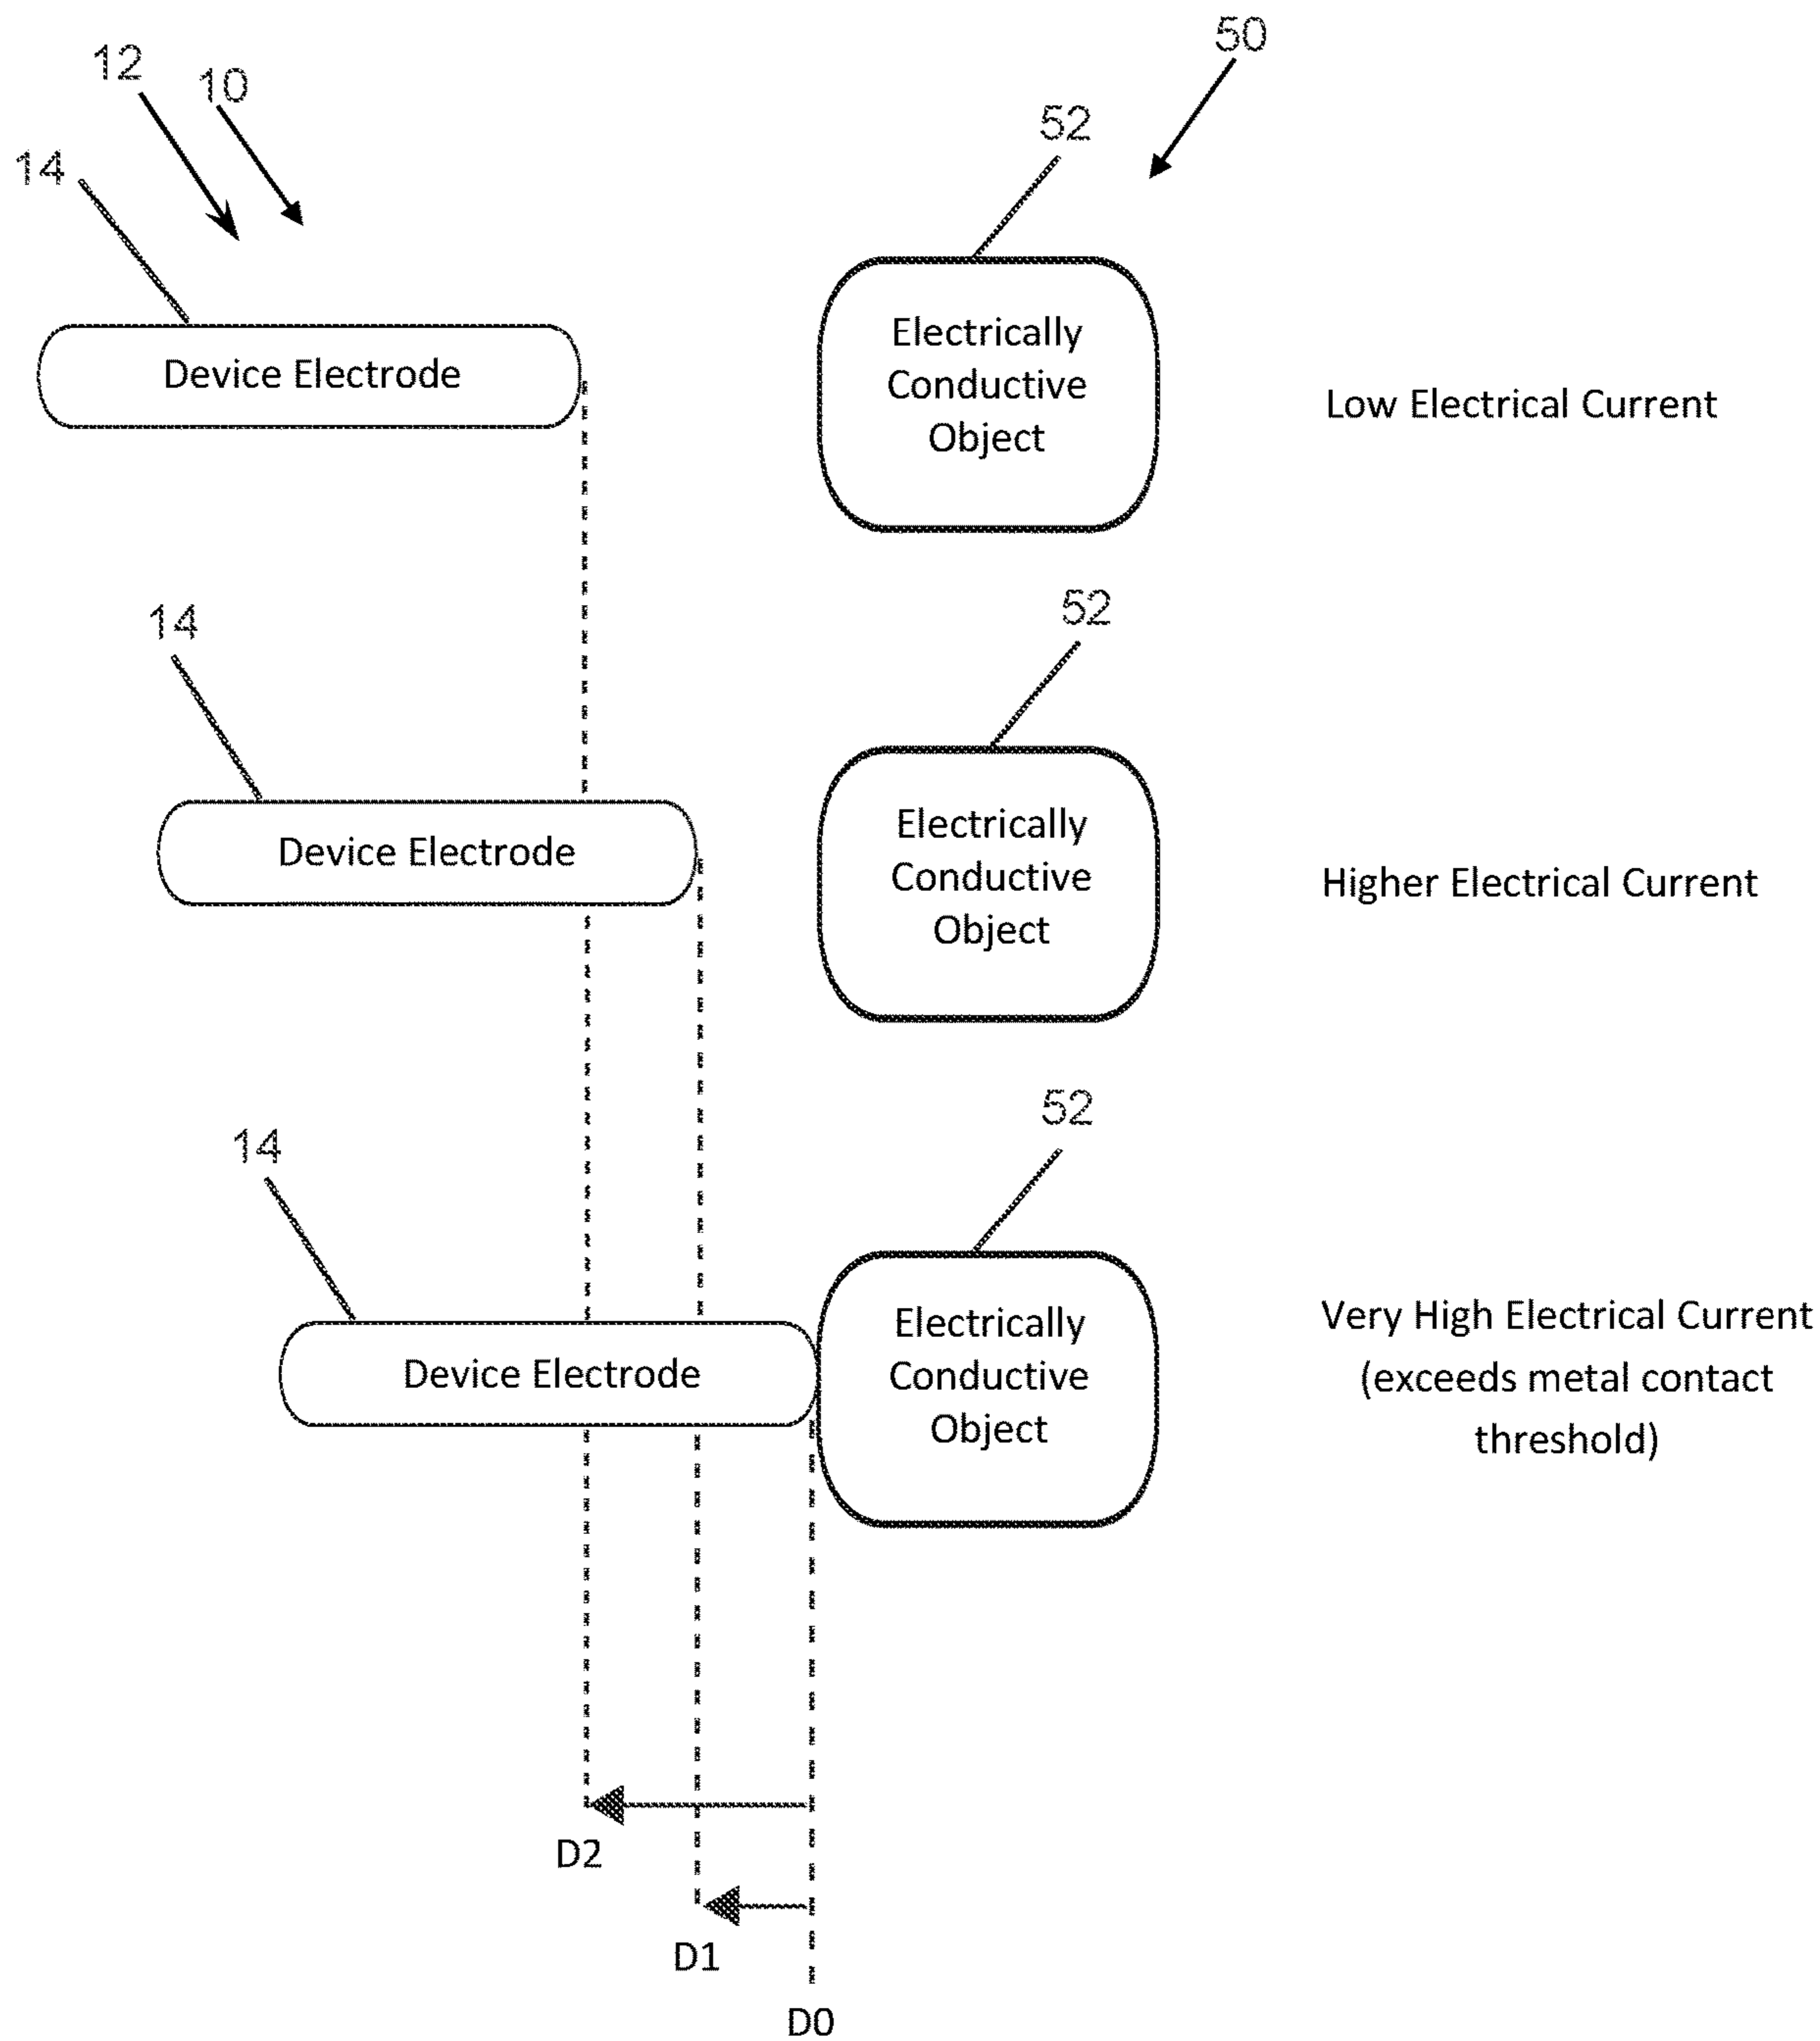 12
10
50
14
52
Device Electrode
Electrically
Conductive
Object
Low Electrical Current
14
52
Device Electrode
Electrically
Conductive
Object
Higher Electrical Current
14
52
Device Electrode
Electrically
Conductive
Object
Very High Electrical Current
(exceeds metal contact
threshold)
D2
D1
D0